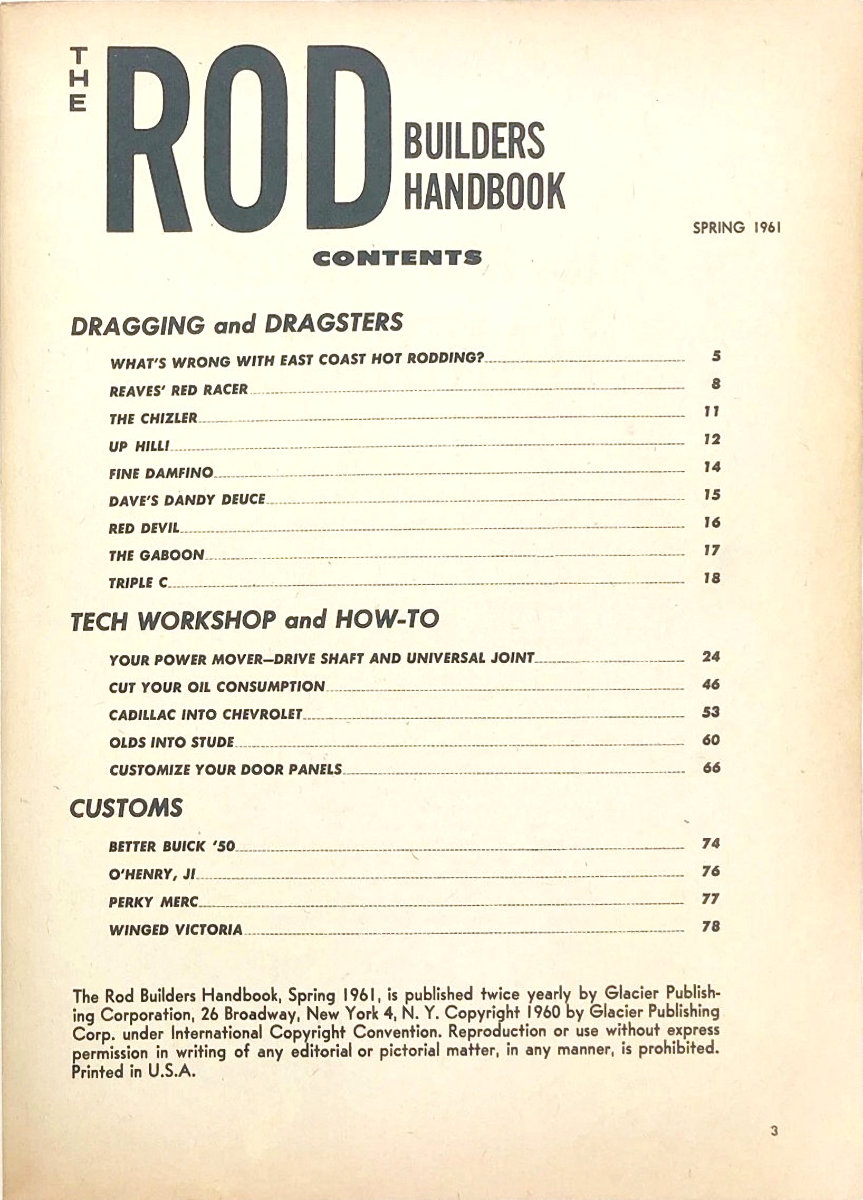 THE ROD BUILDERS
HANDBOOK
SPRING 1961
CONTENTS
DRAGGING and DRAGSTERS
WHAT'S WRONG WITH EAST COAST HOT RODDING? 5
REAVES' RED RACER 8
THE CHIZLER 11
UP HILL! 12
FINE DAMFINO 14
DAVE'S DANDY DEUCE 15
RED DEVIL 16
THE GABOON 17
TRIPLE C 18
TECH WORKSHOP and HOW-TO
YOUR POWER MOVER—DRIVE SHAFT AND UNIVERSAL JOINT 24
CUT YOUR OIL CONSUMPTION 46
CADILLAC INTO CHEVROLET 53
OLDS INTO STUDE 60
CUSTOMIZE YOUR DOOR PANELS 66
CUSTOMS
BETTER BUICK '50 74
O'HENRY, JI 76
PERKY MERC 77
WINGED VICTORIA 78
The Rod Builders Handbook, Spring 1961, is published twice yearly by Glacier Publish-
ing Corporation, 26 Broadway, New York 4, N. Y. Copyright 1960 by Glacier Publishing
Corp. under International Copyright Convention. Reproduction or use without express
permission in writing of any editorial or pictorial matter, in any manner, is prohibited.
Printed in U.S.A.
3